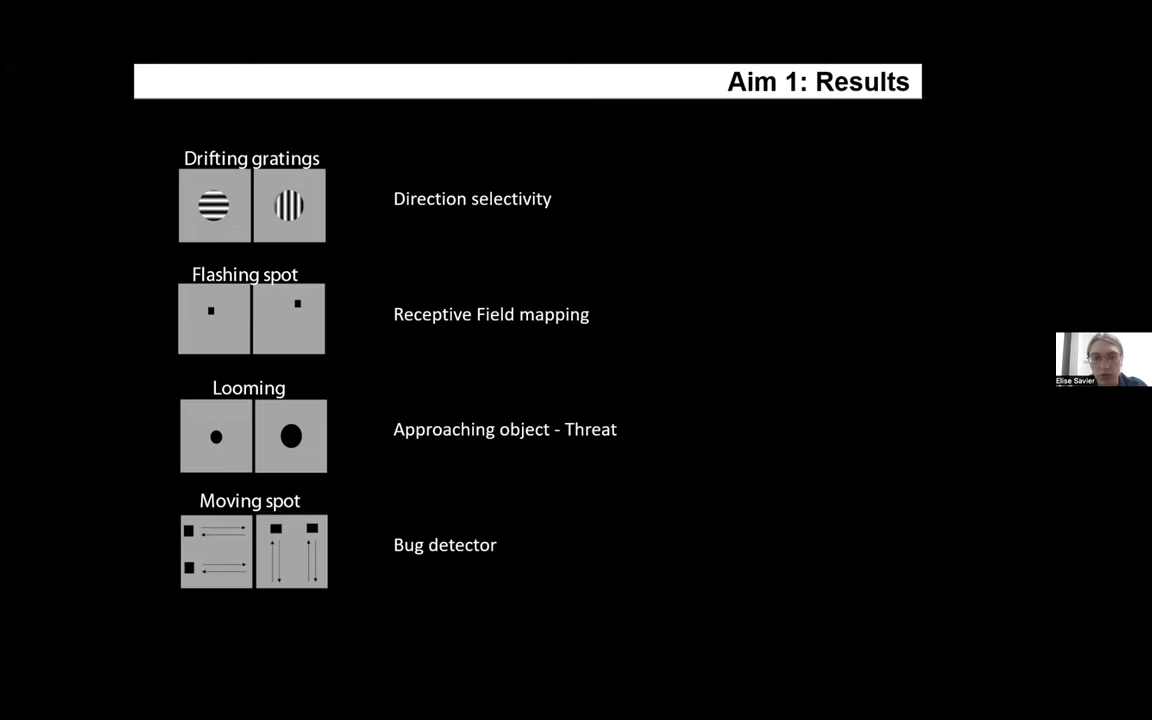 Aim 1: Results
Drifting gratings
Direction selectivity
Flashing spot
Receptive Field mapping
Looming
Approaching object - Threat
Elise Savier
Moving spot
Bug detector